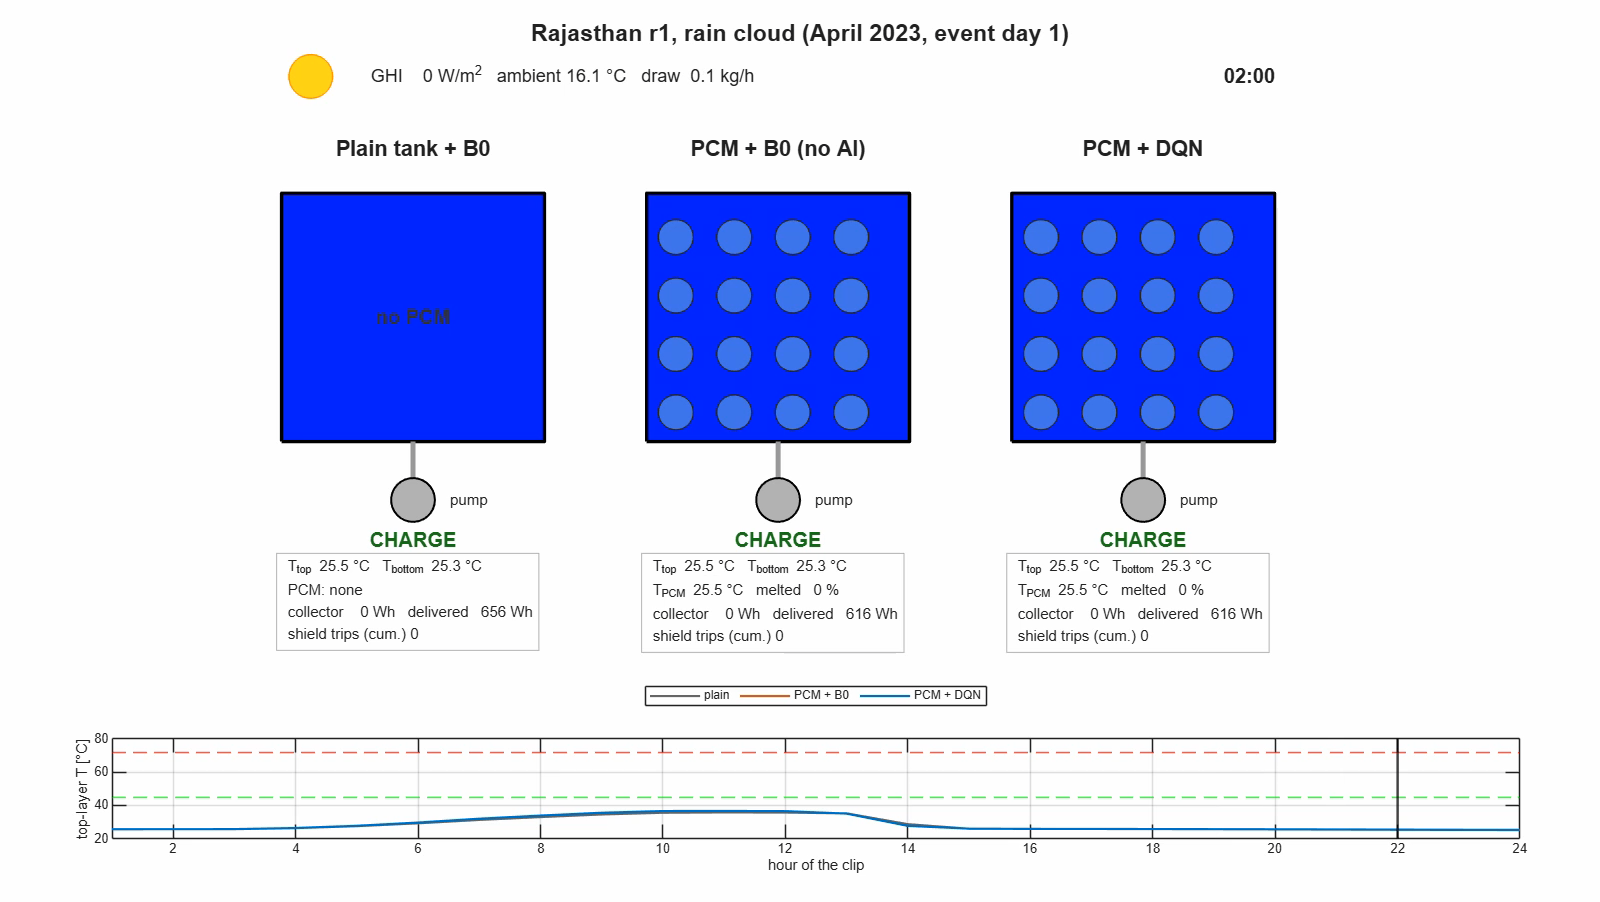 Rajasthan r1, rain cloud (April 2023, event day 1)
GHI 0 W/m² ambient 16.1 °C draw 0.1 kg/h
02:00
Plain tank + B0
PCM + B0 (no AI)
PCM + DQN
no PCM
pump
pump
pump
CHARGE
CHARGE
CHARGE
Ttop 25.5 °C Tbottom 25.3 °C
PCM: none
collector 0 Wh delivered 656 Wh
shield trips (cum.) 0
Ttop 25.5 °C Tbottom 25.3 °C
TPCM 25.5 °C melted 0 %
collector 0 Wh delivered 616 Wh
shield trips (cum.) 0
Ttop 25.5 °C Tbottom 25.3 °C
TPCM 25.5 °C melted 0 %
collector 0 Wh delivered 616 Wh
shield trips (cum.) 0
plain PCM + B0 PCM + DQN
top-layer T [°C]
80
60
40
20
2 4 6 8 10 12 14 16 18 20 22 24
hour of the clip